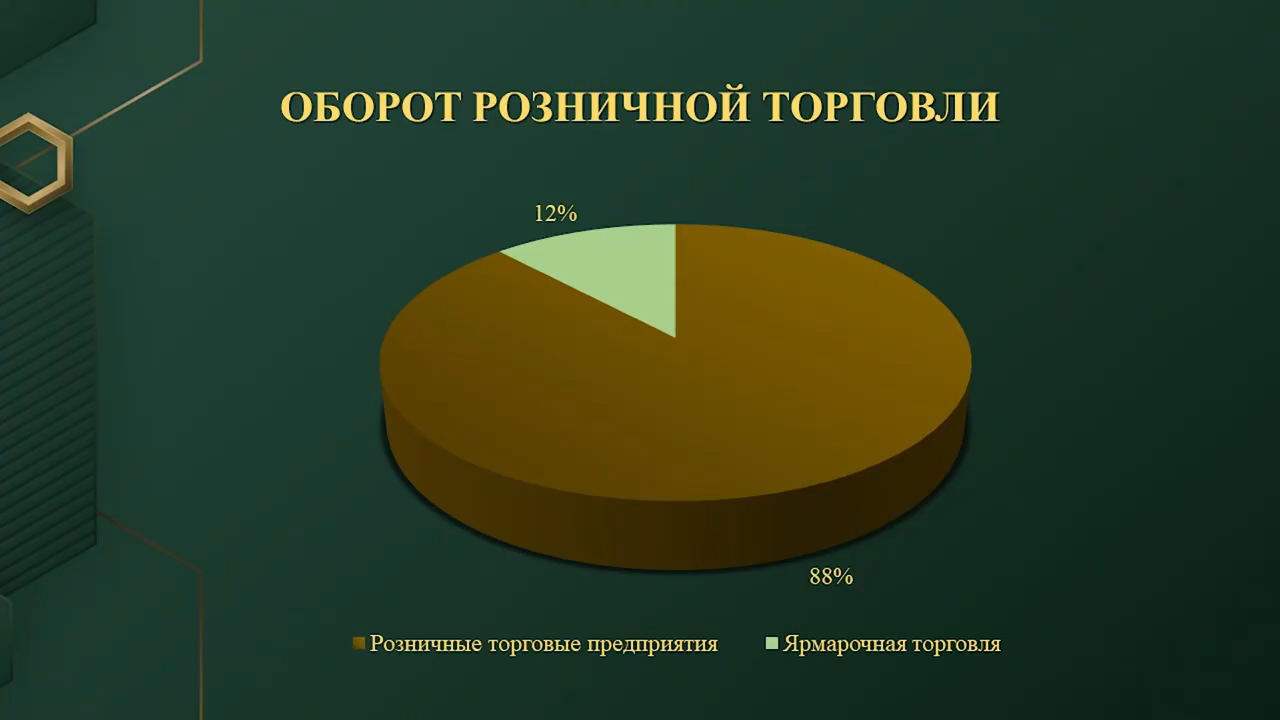 ОБОРОТ РОЗНИЧНОЙ ТОРГОВЛИ
12%
88%
Розничные торговые предприятия
Ярмарочная торговля